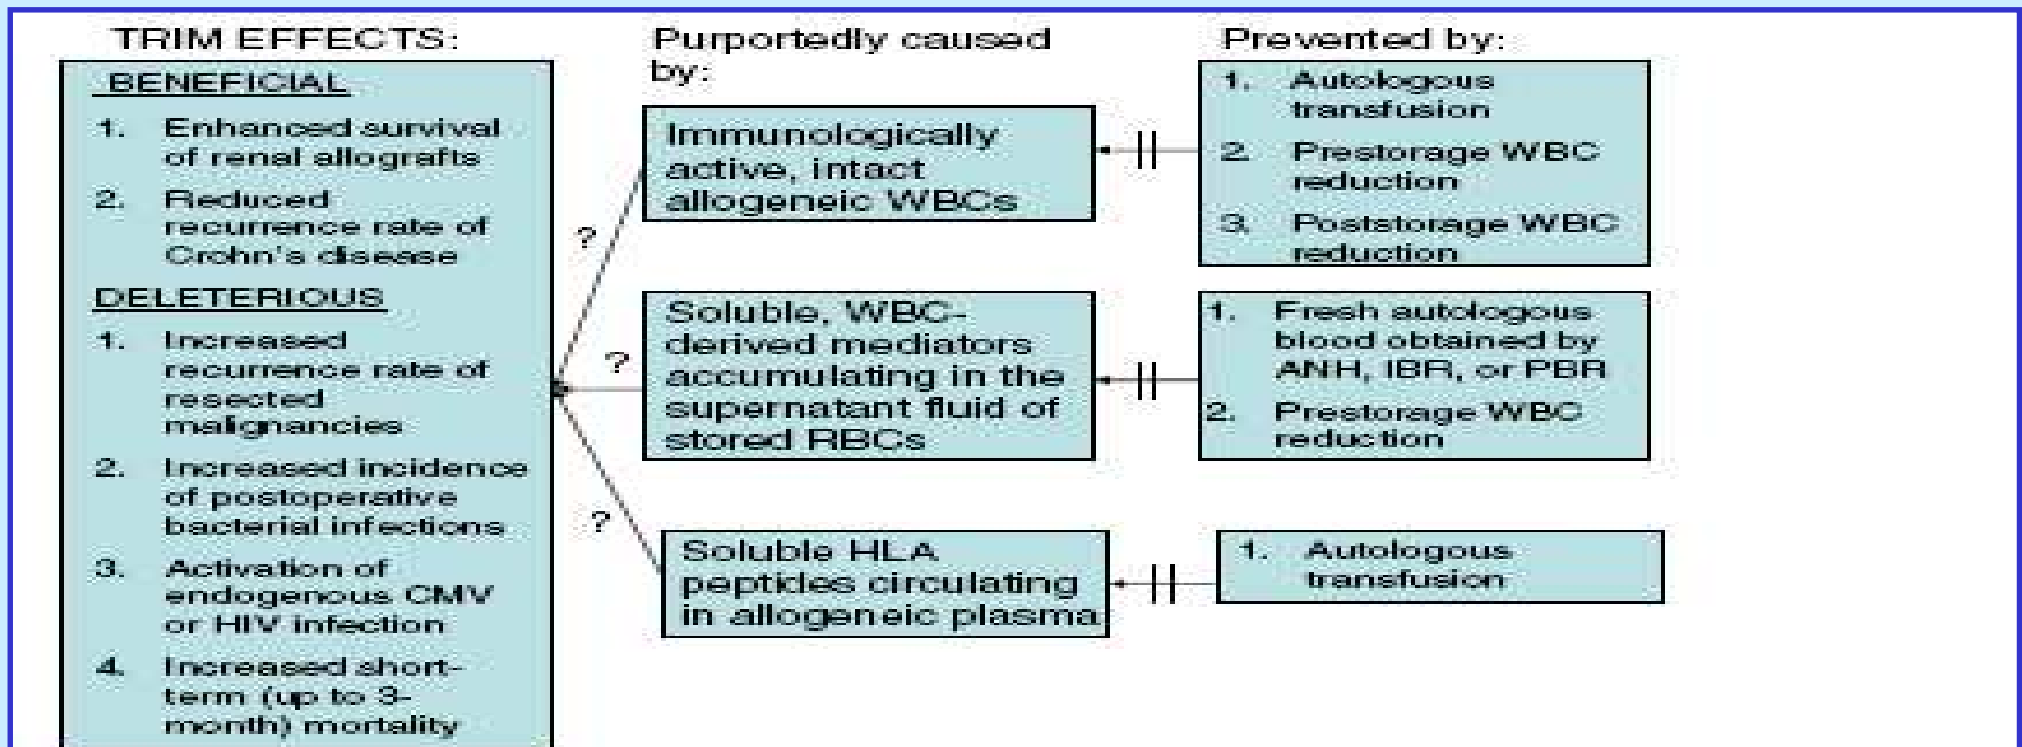 TRIM EFFECTS:
BENEFICIAL
1. Enhanced survival
of renal allografts
2. Reduced
recurrence rate of
Crohn's disease
DELETERIOUS
1. Increased
recurrence rate of
resected
malignancies
2. Increased incidence
of postoperative
bacterial infections
3. Activation of
endogenous CMV
or HIV infection
4. Increased short-
term (up to 3-
month) mortality
?
?
?
Purportedly caused
by:
Immunologically
active, intact
allogeneic WBCs
Soluble, WBC-
derived mediators
accumulating in the
supernatant fluid of
stored RBCs
Soluble HLA
peptides circulating
in allogeneic plasma
Prevented by:
1. Autologous
transfusion
2. Prestorage WBC
reduction
3. Poststorage WBC
reduction
1. Fresh autologous
blood obtained by
ANH, IBR, or PBR
2. Prestorage WBC
reduction
1. Autologous
transfusion